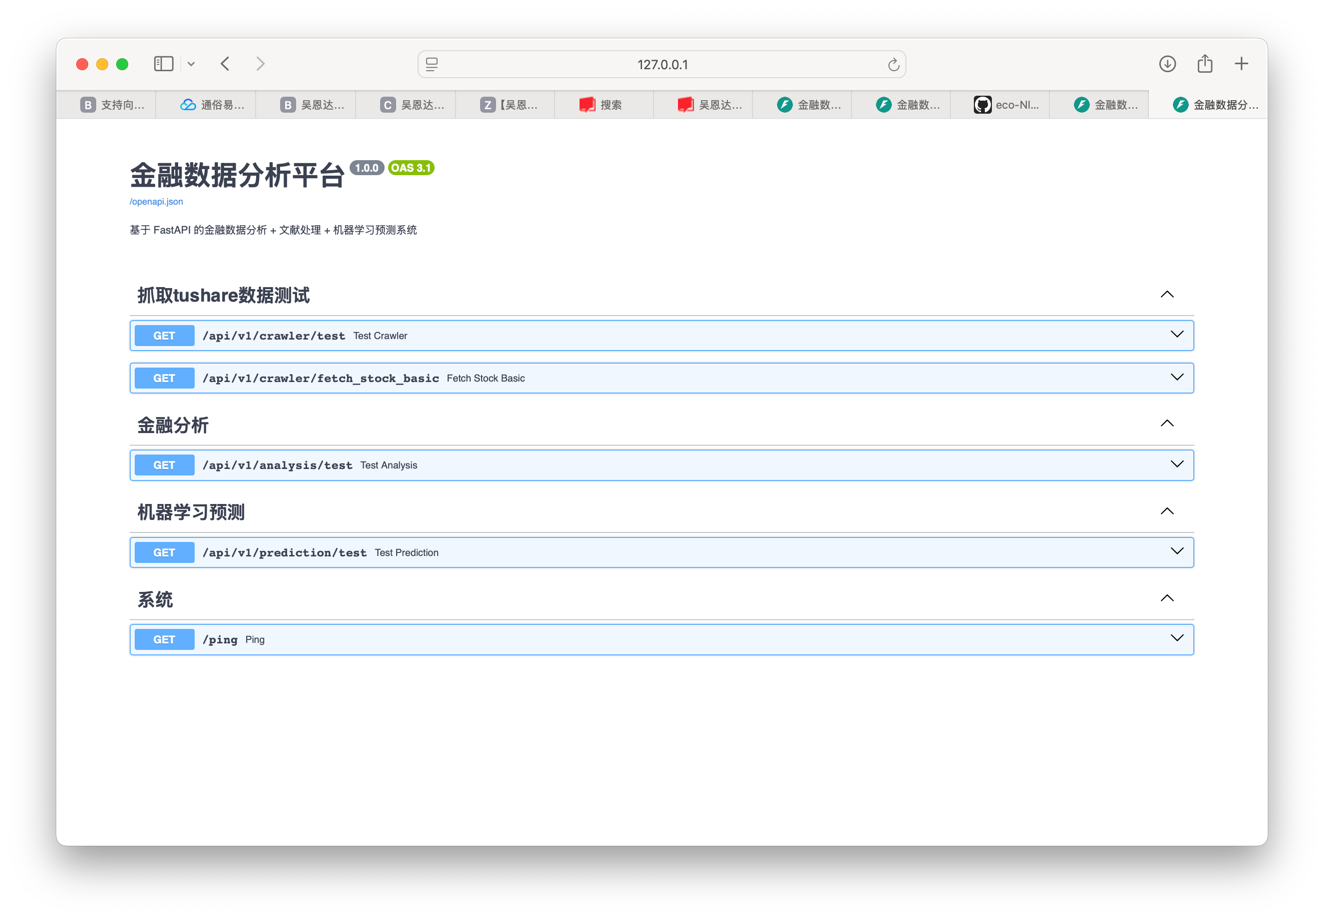 127.0.0.1
B 支持向...
通俗易...
B 吴恩达...
C 吴恩达...
Z 【吴恩...
搜索
吴恩达...
金融数...
金融数...
eco-NI...
金融数...
金融数据分...
金融数据分析平台 1.0.0 OAS 3.1
/openapi.json
基于 FastAPI 的金融数据分析 + 文献处理 + 机器学习预测系统
抓取tushare数据测试
GET /api/v1/crawler/test Test Crawler
GET /api/v1/crawler/fetch_stock_basic Fetch Stock Basic
金融分析
GET /api/v1/analysis/test Test Analysis
机器学习预测
GET /api/v1/prediction/test Test Prediction
系统
GET /ping Ping